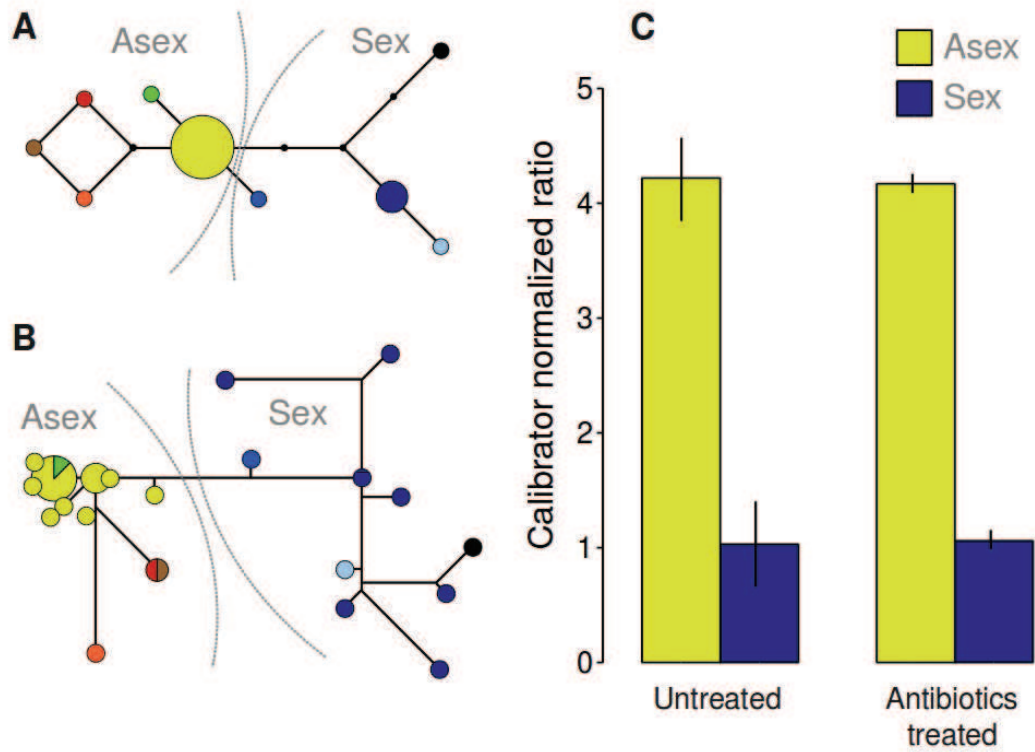 A
Asex
Sex
B
Asex
Sex
C
Asex
Sex
Calibrator normalized ratio
5
4
3
2
1
0
Untreated
Antibiotics
treated